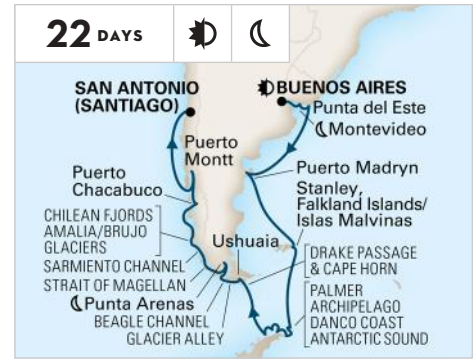 22 DAYS
SAN ANTONIO
(SANTIAGO)
BUENOS AIRES
Punta del Este
Montevideo
Puerto
Montt
Puerto Madryn
Puerto
Chacabuco
Stanley,
Falkland Islands/
Islas Malvinas
CHILEAN FJORDS
AMALIA/BRUJO
GLACIERS
Ushuaia
DRAKE PASSAGE
& CAPE HORN
SARMIENTO CHANNEL
STRAIT OF MAGELLAN
Punta Arenas
BEAGLE CHANNEL
GLACIER ALLEY
PALMER
ARCHIPELAGO
DANCO COAST
ANTARCTIC SOUND